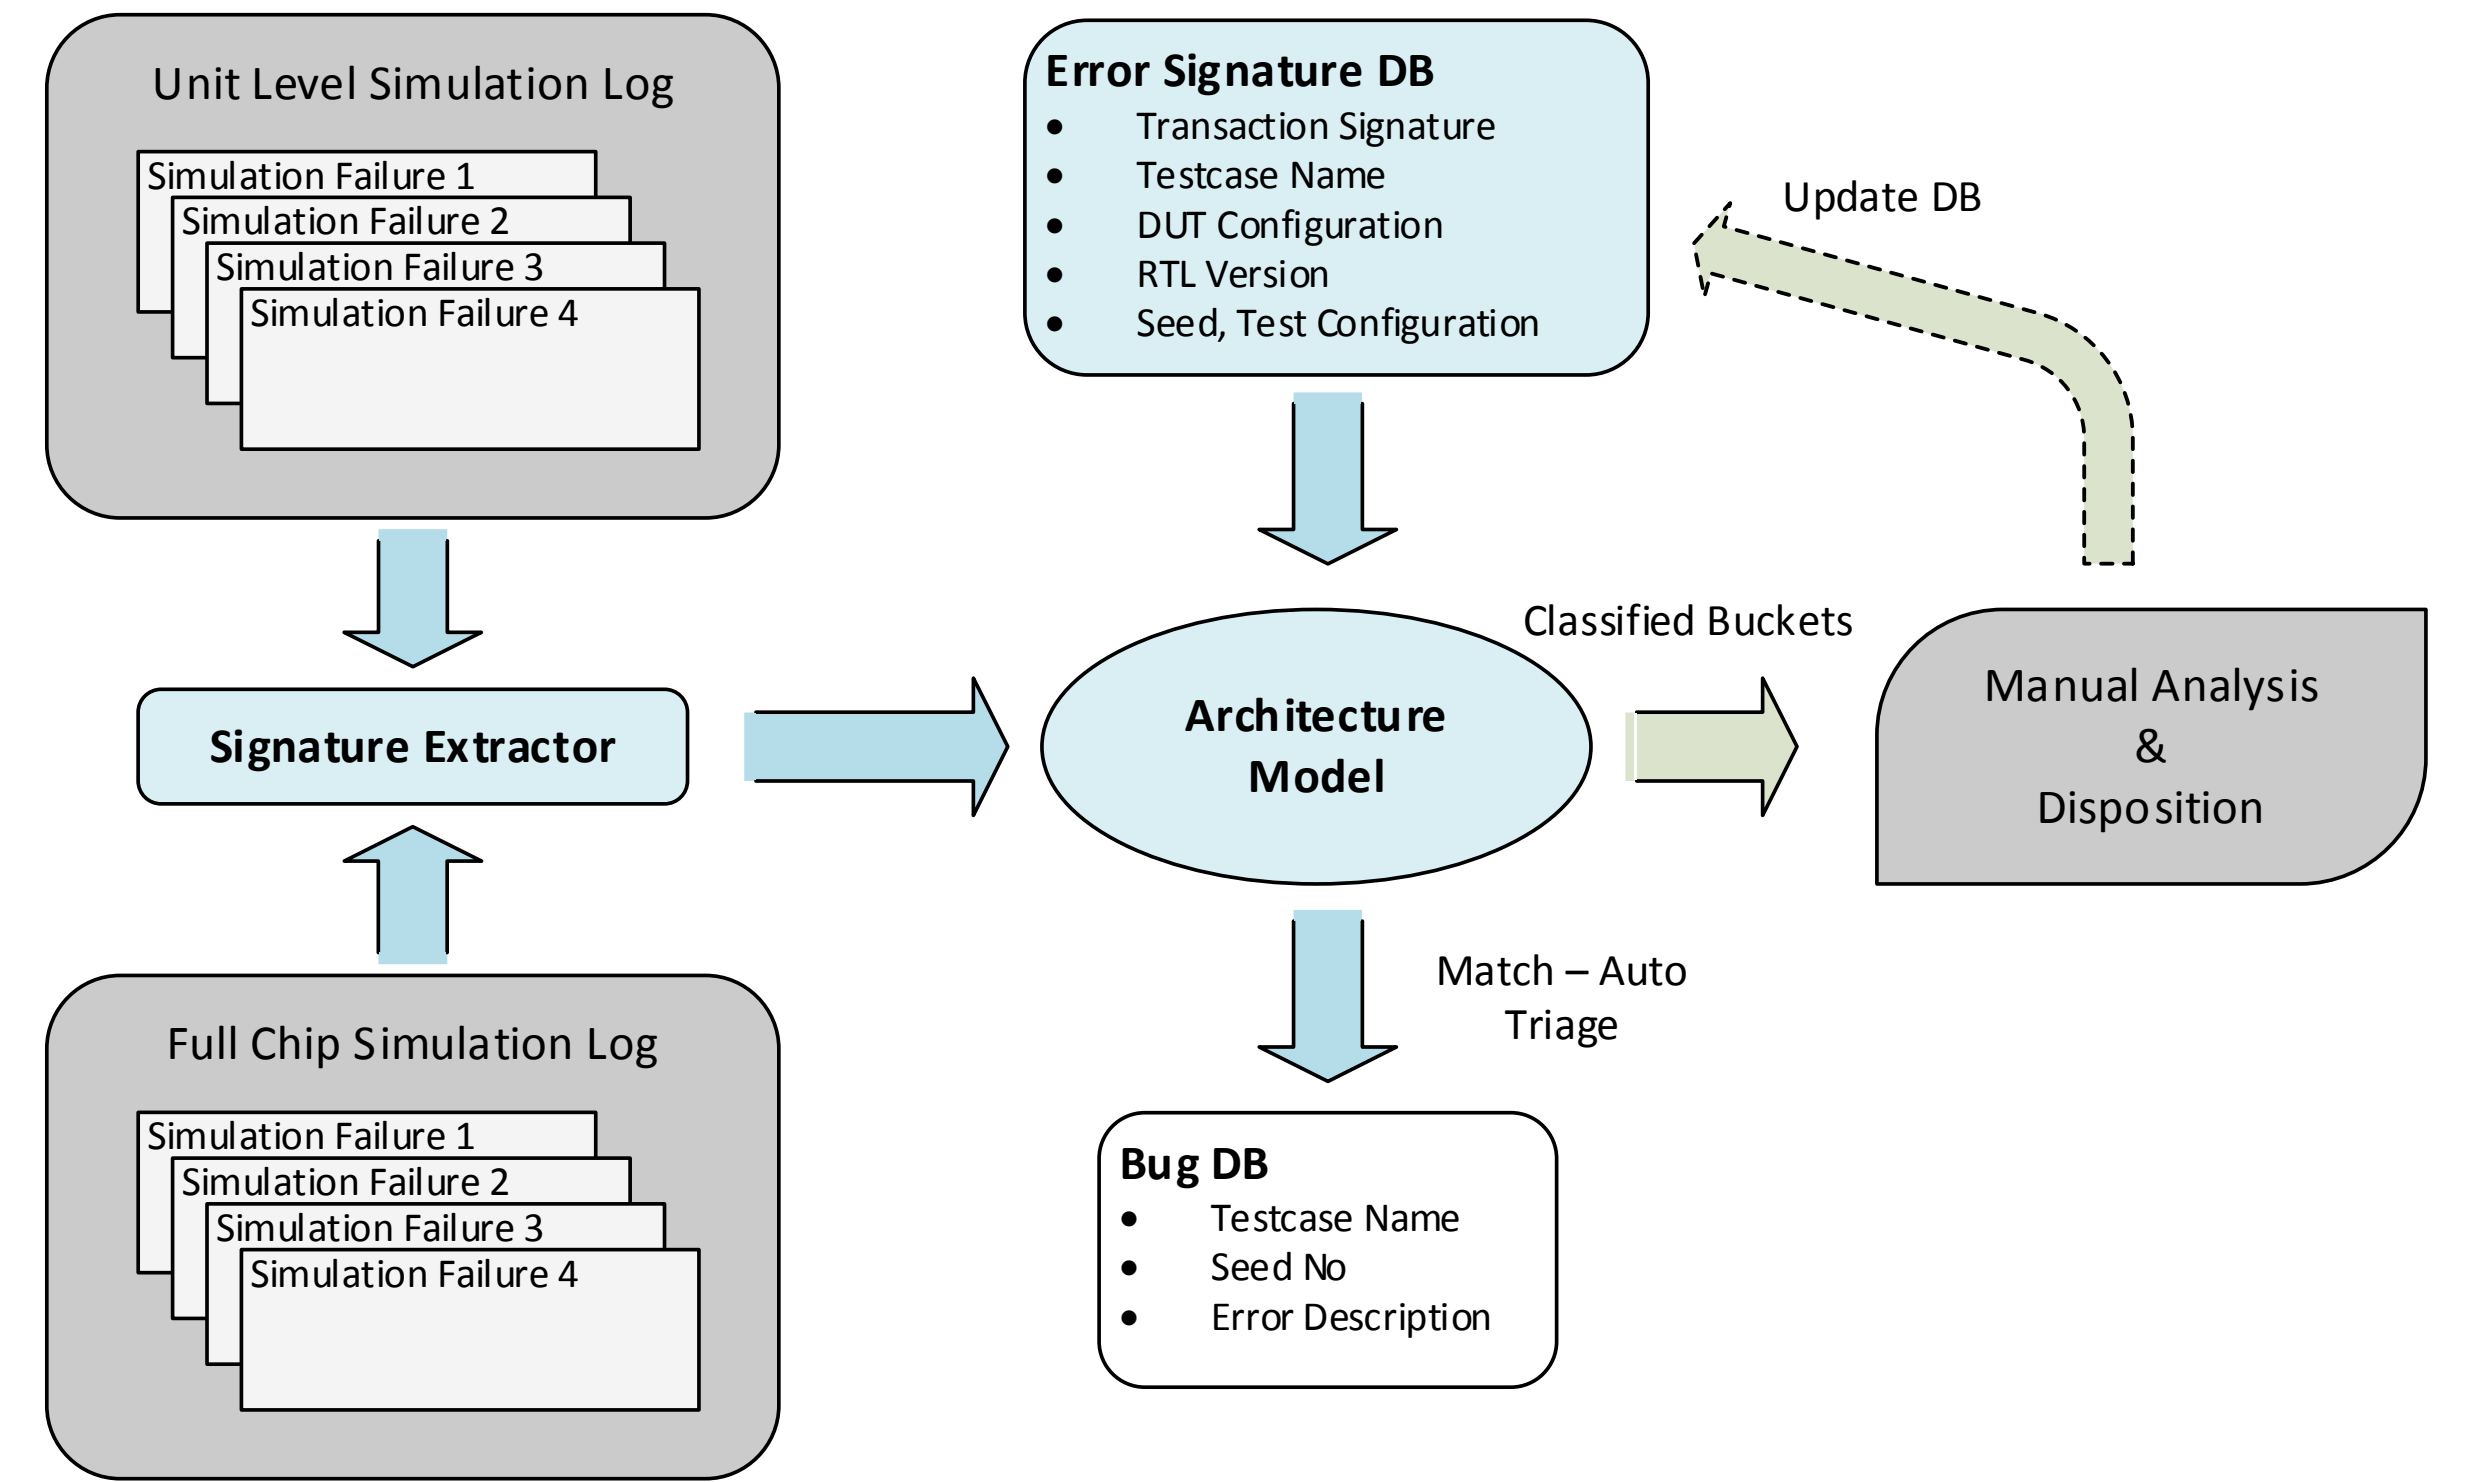 Unit Level Simulation Log
Simulation Failure 1
Simulation Failure 2
Simulation Failure 3
Simulation Failure 4
Error Signature DB
• Transaction Signature
• Testcase Name
• DUT Configuration
• RTL Version
• Seed, Test Configuration
Update DB
Signature Extractor
Architecture
Model
Classified Buckets
Manual Analysis
&
Disposition
Match – Auto
Triage
Full Chip Simulation Log
Simulation Failure 1
Simulation Failure 2
Simulation Failure 3
Simulation Failure 4
Bug DB
• Testcase Name
• Seed No
• Error Description